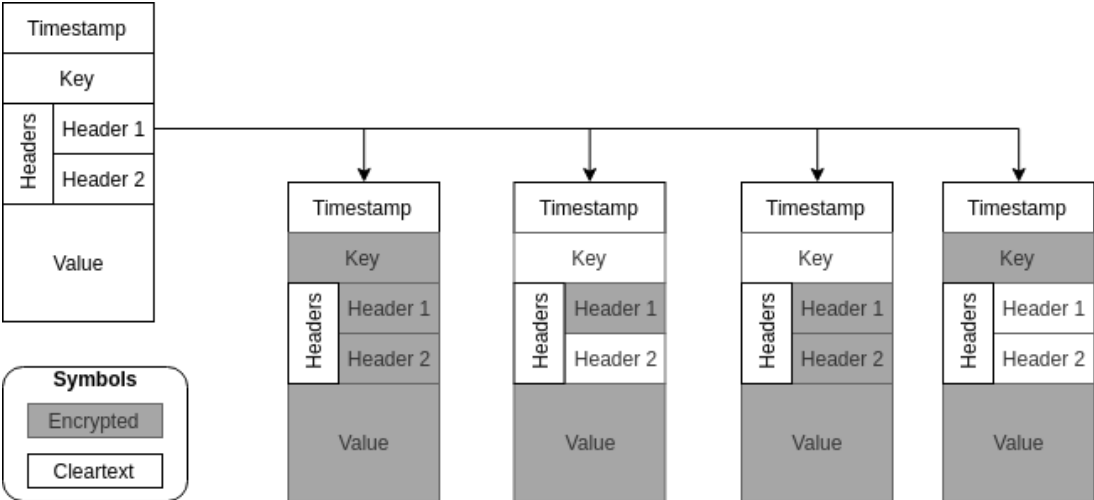 Timestamp
Key
Headers
Header 1
Header 2
Value
Symbols
Encrypted
Cleartext
Timestamp
Key
Headers
Header 1
Header 2
Value
Timestamp
Key
Headers
Header 1
Header 2
Value
Timestamp
Key
Headers
Header 1
Header 2
Value
Timestamp
Key
Headers
Header 1
Header 2
Value